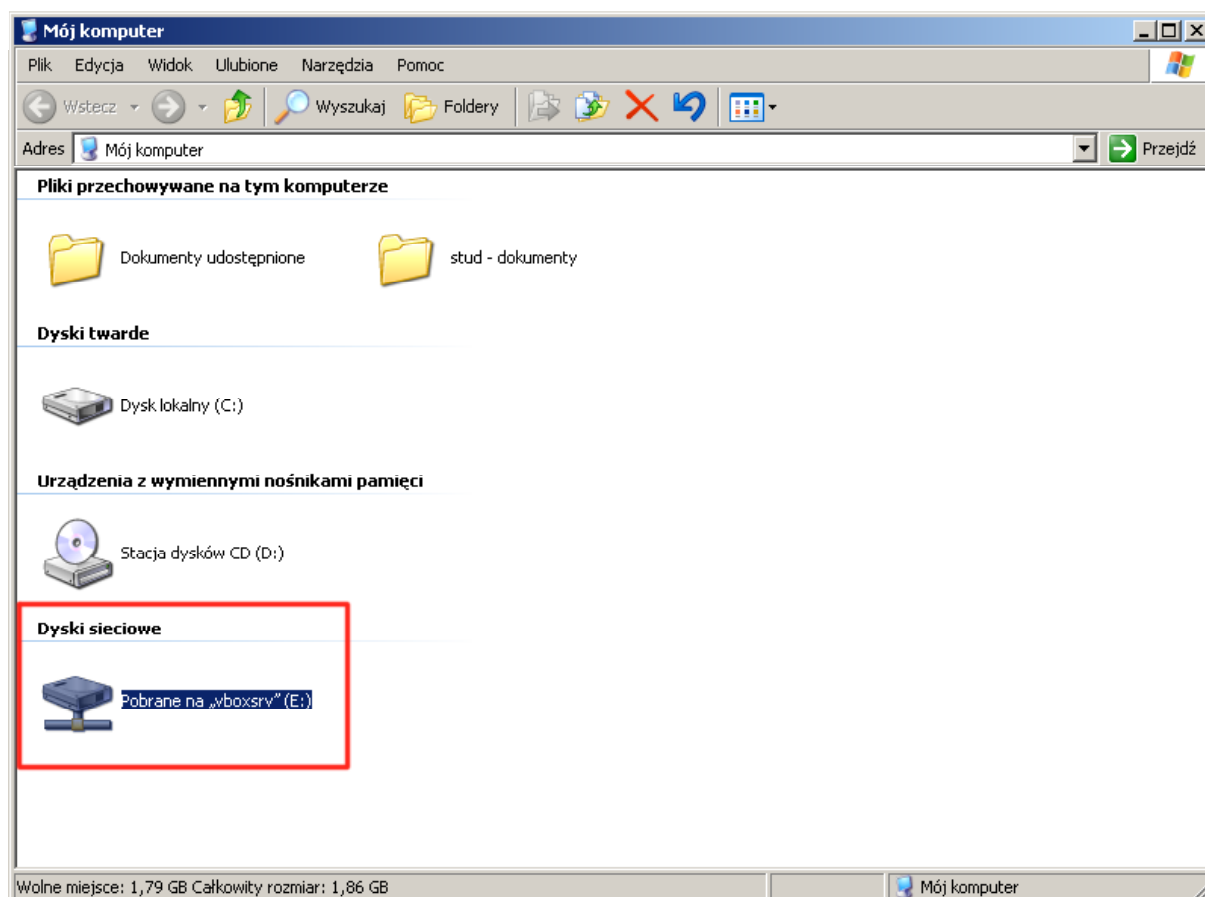 Mój komputer
Plik Edycja Widok Ulubione Narzędzia Pomoc
Wstecz Wyszukaj Foldery
Adres Mój komputer Przejdź
Pliki przechowywane na tym komputerze
Dokumenty udostępnione stud - dokumenty
Dyski twarde
Dysk lokalny (C:)
Urządzenia z wymiennymi nośnikami pamięci
Stacja dysków CD (D:)
Dyski sieciowe
Pobrane na „vboxsrv” (E:)
Wolne miejsce: 1,79 GB Całkowity rozmiar: 1,86 GB Mój komputer